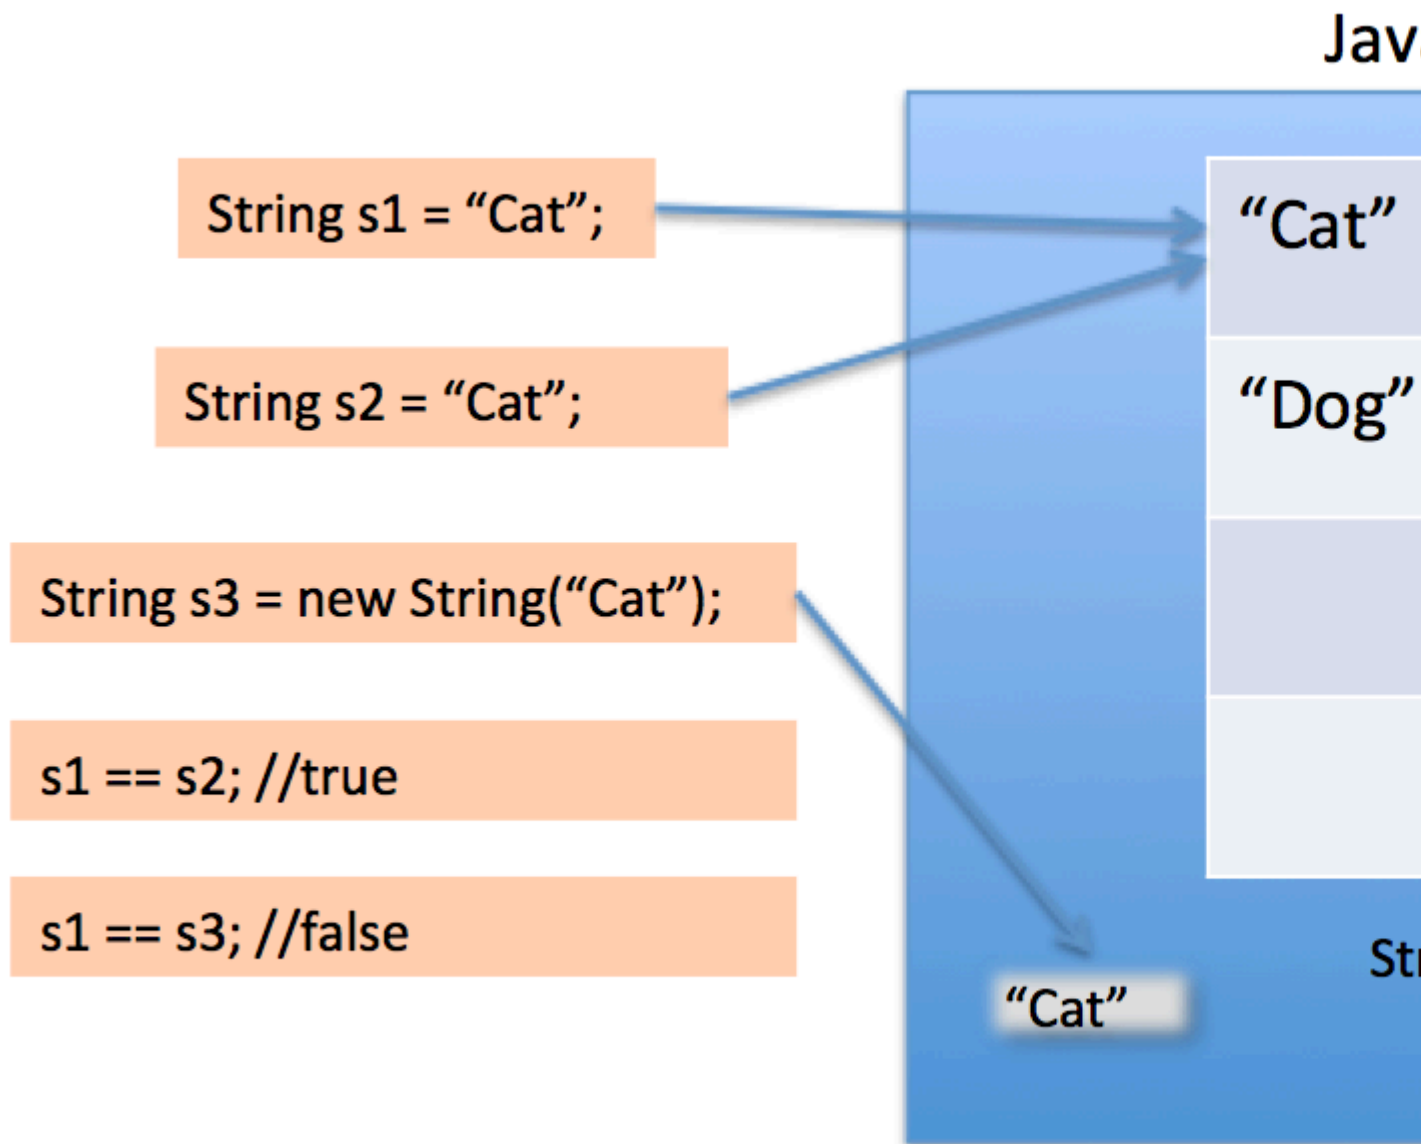 String s1 = “Cat”;
String s2 = “Cat”;
String s3 = new String(“Cat”);
s1 == s2; //true
s1 == s3; //false
“Cat”
“Dog”
“Cat”